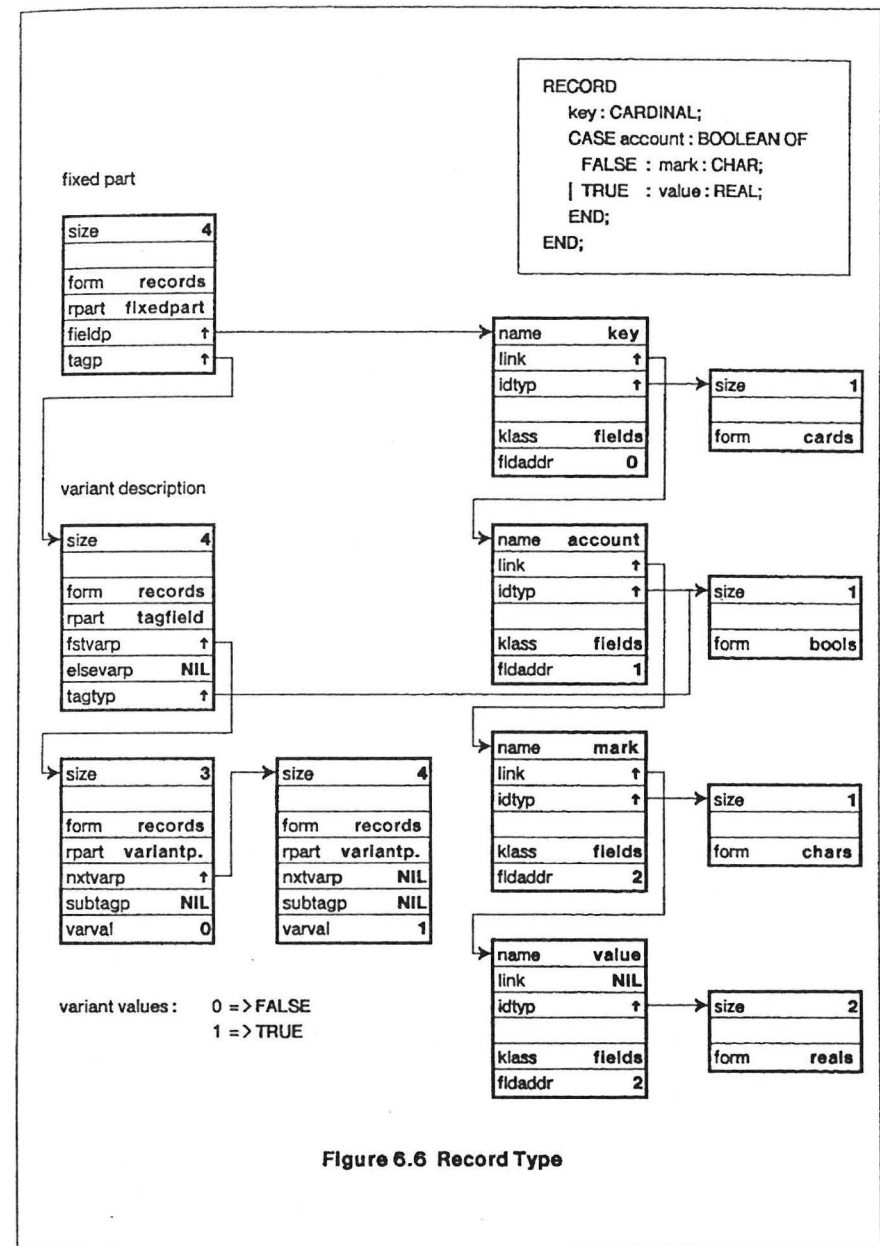 RECORD
key : CARDINAL;
CASE account : BOOLEAN OF
FALSE : mark : CHAR;
| TRUE : value : REAL;
END;
END;
fixed part
size 4
form records
rpart fixedpart
fieldp ↑
tagp ↑
name key
link ↑
idtyp ↑
klass fields
fldaddr 0
size 1
form cards
variant description
size 4
form records
rpart tagfield
fstvarp ↑
elsevarp NIL
tagtyp ↑
name account
link ↑
idtyp ↑
klass fields
fldaddr 1
size 1
form bools
size 3
form records
rpart variantp.
nxtvarp ↑
subtagp NIL
varval 0
size 4
form records
rpart variantp.
nxtvarp NIL
subtagp NIL
varval 1
name mark
link ↑
idtyp ↑
klass fields
fldaddr 2
size 1
form chars
name value
link NIL
idtyp ↑
klass fields
fldaddr 2
size 2
form reals
variant values : 0 => FALSE
1 => TRUE
Figure 6.6 Record Type